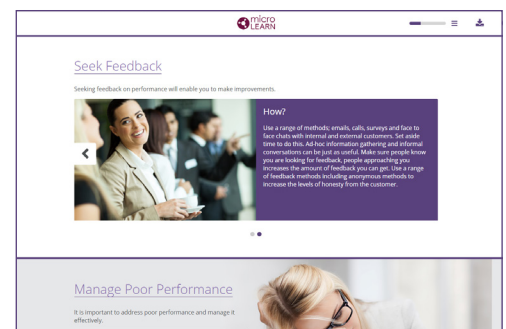 micro
LEARN
Seek Feedback
Seeking feedback on performance will enable you to make improvements.
How?
Use a range of methods; emails, calls, surveys and face to
face chats with internal and external customers. Set aside
time to do this. Ad-hoc information gathering and informal
conversations can be just as useful. Make sure people know
you are looking for feedback, people approaching you
increases the amount of feedback you can get. Use a range
of feedback methods including anonymous methods to
increase the levels of honesty from the customer.
Manage Poor Performance
It is important to address poor performance and manage it
effectively.